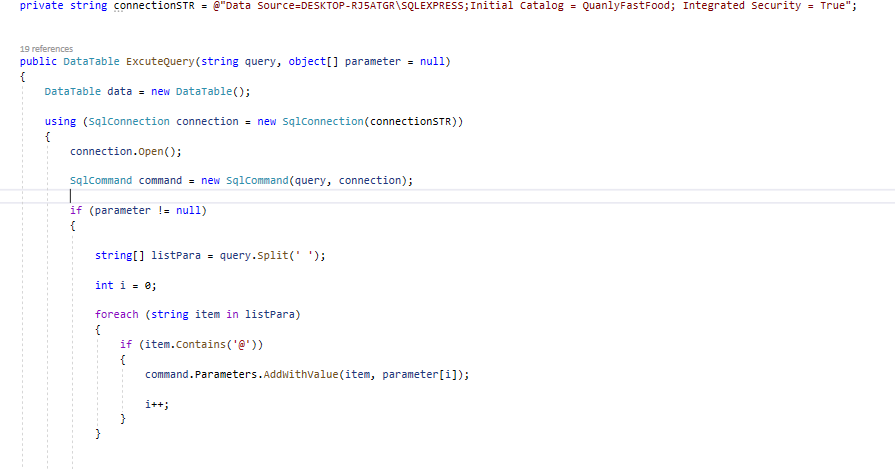 private string connectionSTR = @"Data Source=DESKTOP-RJ5ATGR\SQLEXPRESS;Initial Catalog = QuanlyFastFood; Integrated Security = True";
19 references
public DataTable ExcuteQuery(string query, object[] parameter = null)
{
DataTable data = new DataTable();
using (SqlConnection connection = new SqlConnection(connectionSTR))
{
connection.Open();
SqlCommand command = new SqlCommand(query, connection);
if (parameter != null)
{
string[] listPara = query.Split(' ');
int i = 0;
foreach (string item in listPara)
{
if (item.Contains('@'))
{
command.Parameters.AddWithValue(item, parameter[i]);
i++;
}
}